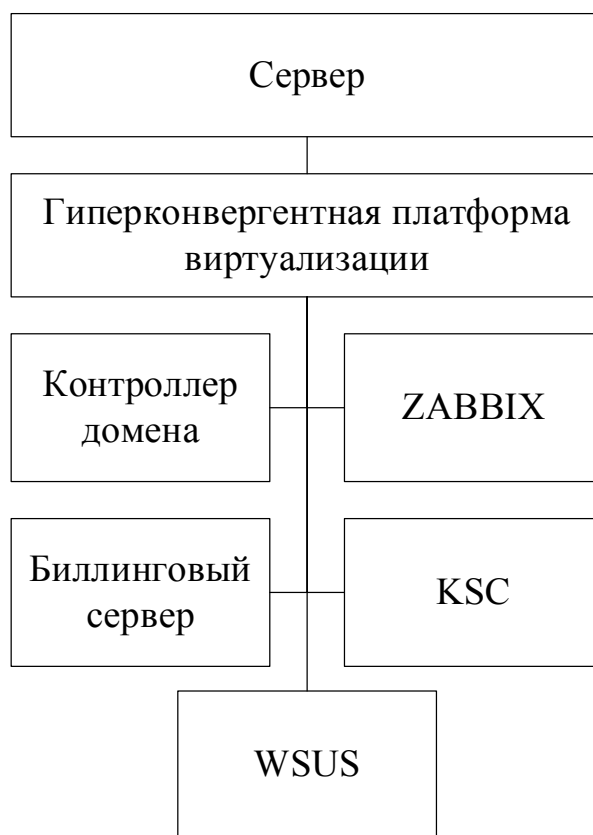 Сервер
Гиперконвергентная платформа
виртуализации
Контроллер
домена
ZABBIX
Биллинговый
сервер
KSC
WSUS